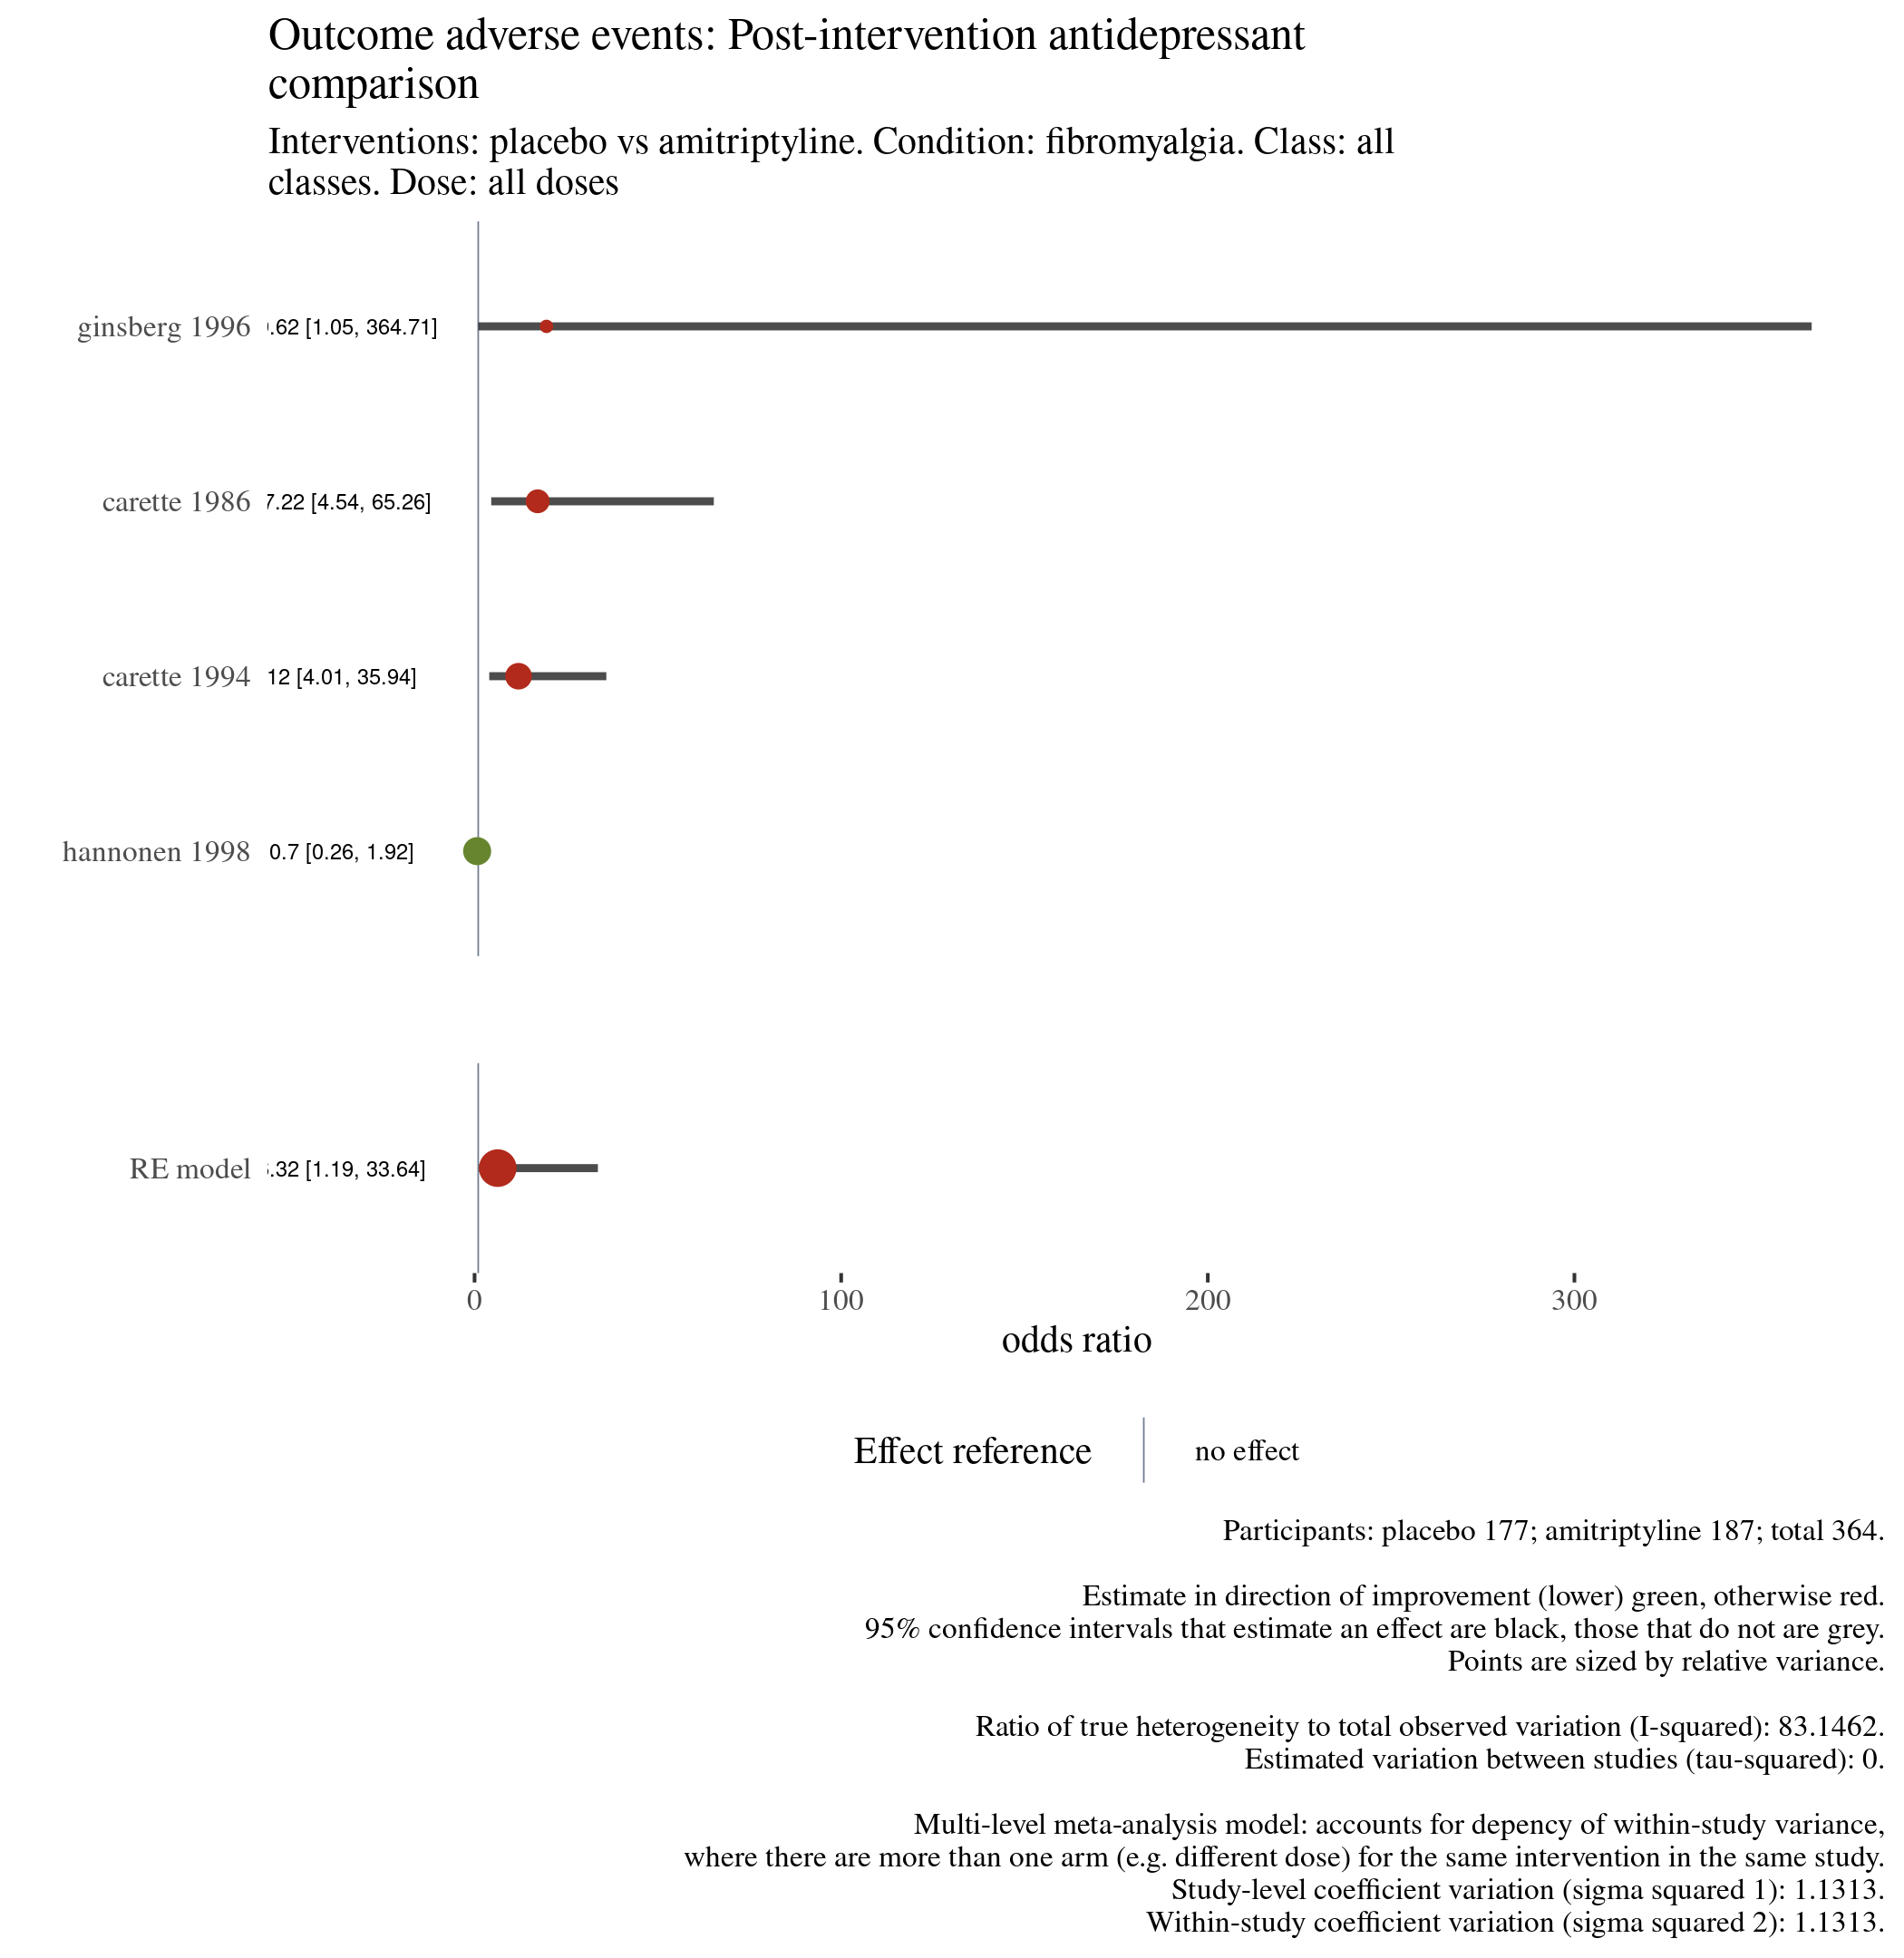 Outcome adverse events: Post-intervention antidepressant
comparison
Interventions: placebo vs amitriptyline. Condition: fibromyalgia. Class: all
classes. Dose: all doses
ginsberg 1996 .62 [1.05, 364.71]
carette 1986 7.22 [4.54, 65.26]
carette 1994 12 [4.01, 35.94]
hannonen 1998 0.7 [0.26, 1.92]
RE model .32 [1.19, 33.64]
0 100 200 300
odds ratio
Effect reference no effect
Participants: placebo 177; amitriptyline 187; total 364.
Estimate in direction of improvement (lower) green, otherwise red.
95% confidence intervals that estimate an effect are black, those that do not are grey.
Points are sized by relative variance.
Ratio of true heterogeneity to total observed variation (I-squared): 83.1462.
Estimated variation between studies (tau-squared): 0.
Multi-level meta-analysis model: accounts for depency of within-study variance,
where there are more than one arm (e.g. different dose) for the same intervention in the same study.
Study-level coefficient variation (sigma squared 1): 1.1313.
Within-study coefficient variation (sigma squared 2): 1.1313.